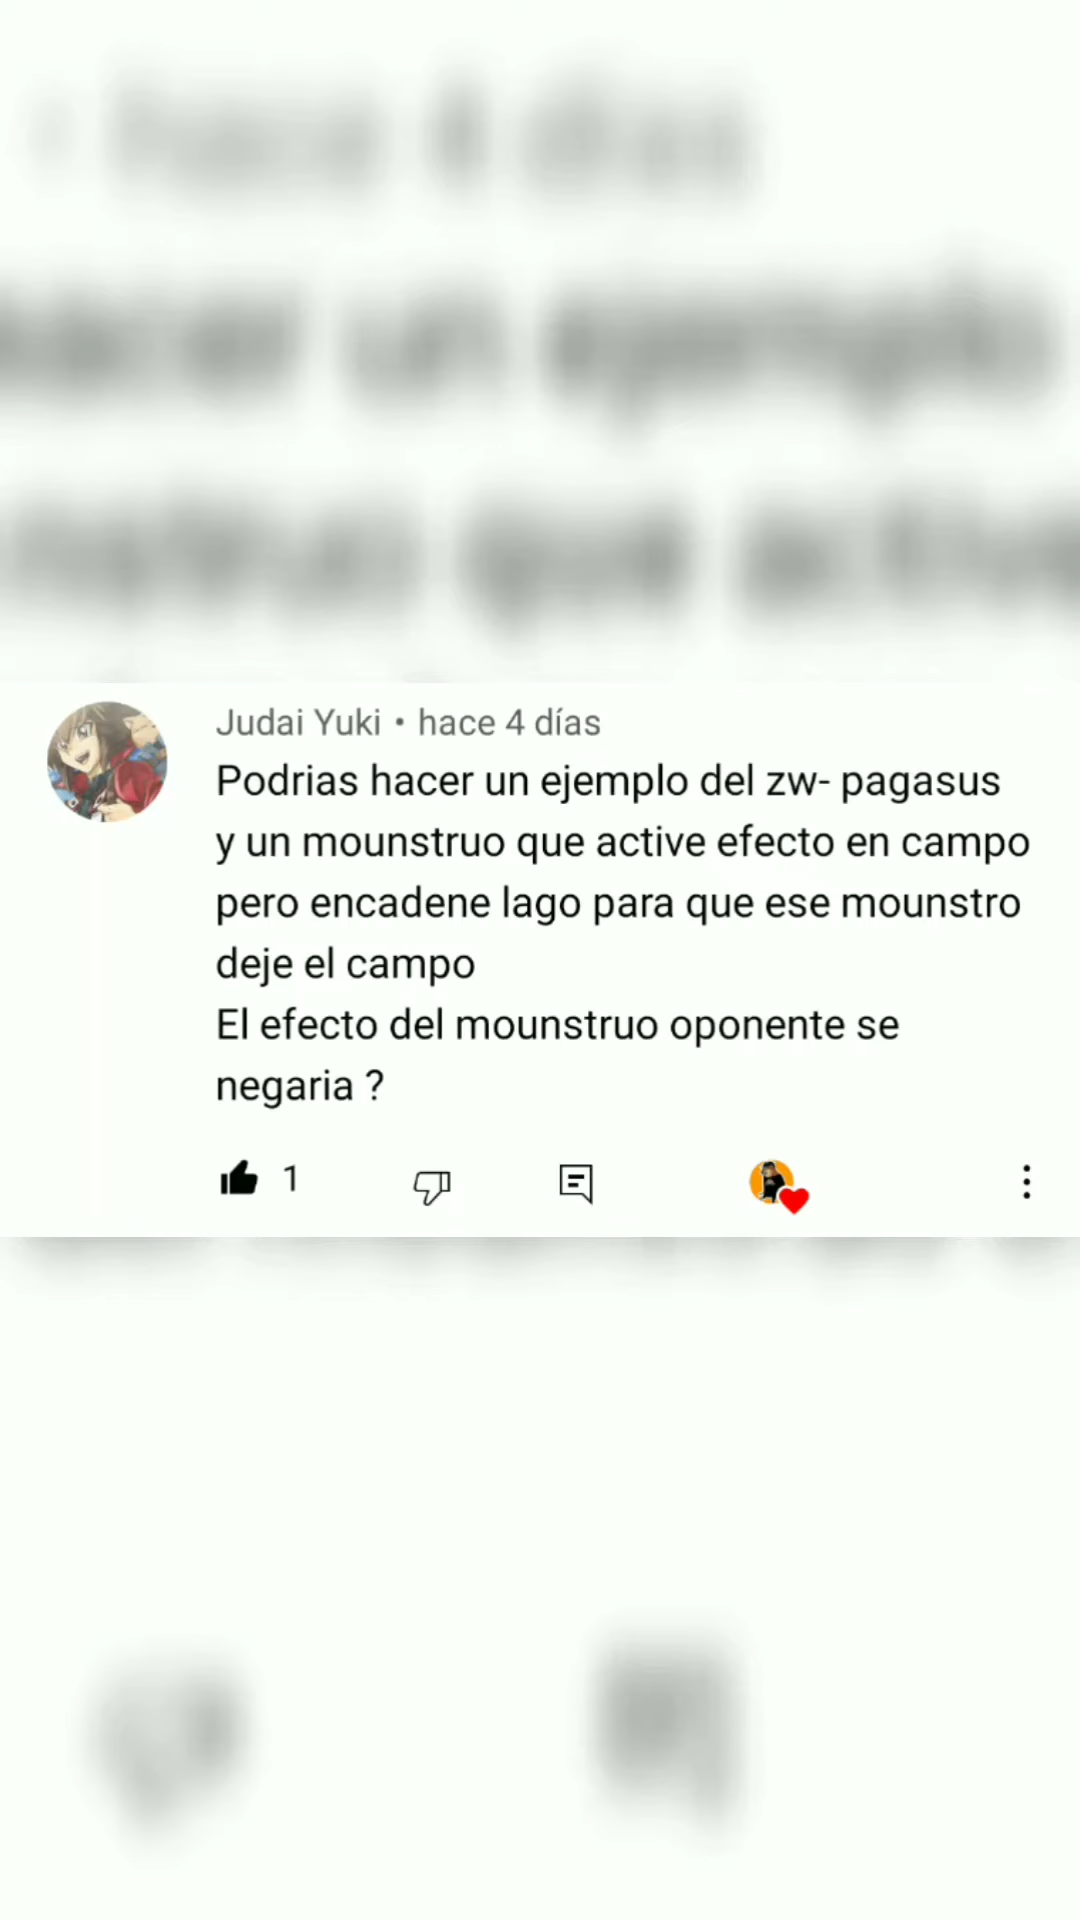 Judai Yuki • hace 4 días
Podrias hacer un ejemplo del zw- pagasus
y un mounstruo que active efecto en campo
pero encadene lago para que ese mounstro
deje el campo
El efecto del mounstruo oponente se
negaria ?
1